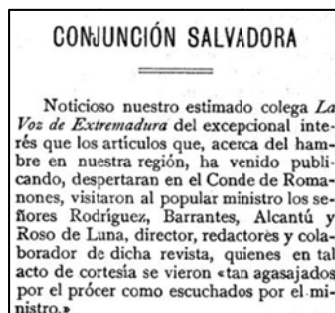 CONJUNCIÓN SALVADORA
Noticioso nuestro estimado colega La
Voz de Extremadura del excepcional inte-
rés que los artículos que, acerca del ham-
bre en nuestra región, ha venido publi-
cando, despertaran en el Conde de Roma-
nones, visitaron al popular ministro los se-
ñores Rodríguez, Barrantes, Alcantú y
Roso de Luna, director, redactores y cola-
borador de dicha revista, quienes en tal
acto de cortesía se vieron «tan agasajados
por el prócer como escuchados por el mi-
nistro.»